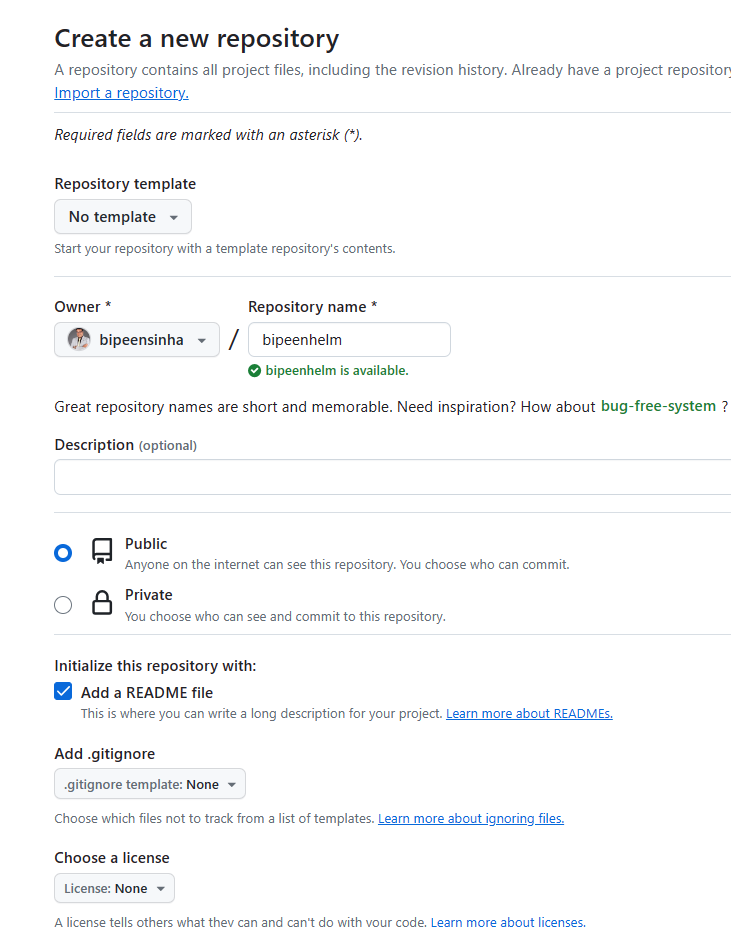 Create a new repository
A repository contains all project files, including the revision history. Already have a project repository
Import a repository.
Required fields are marked with an asterisk (*).
Repository template
No template
Start your repository with a template repository's contents.
Owner * Repository name *
bipeensinha / bipeenhelm
bipeenhelm is available.
Great repository names are short and memorable. Need inspiration? How about bug-free-system ?
Description (optional)
Public
Anyone on the internet can see this repository. You choose who can commit.
Private
You choose who can see and commit to this repository.
Initialize this repository with:
Add a README file
This is where you can write a long description for your project. Learn more about READMEs.
Add .gitignore
.gitignore template: None
Choose which files not to track from a list of templates. Learn more about ignoring files.
Choose a license
License: None
A license tells others what they can and can't do with your code. Learn more about licenses.